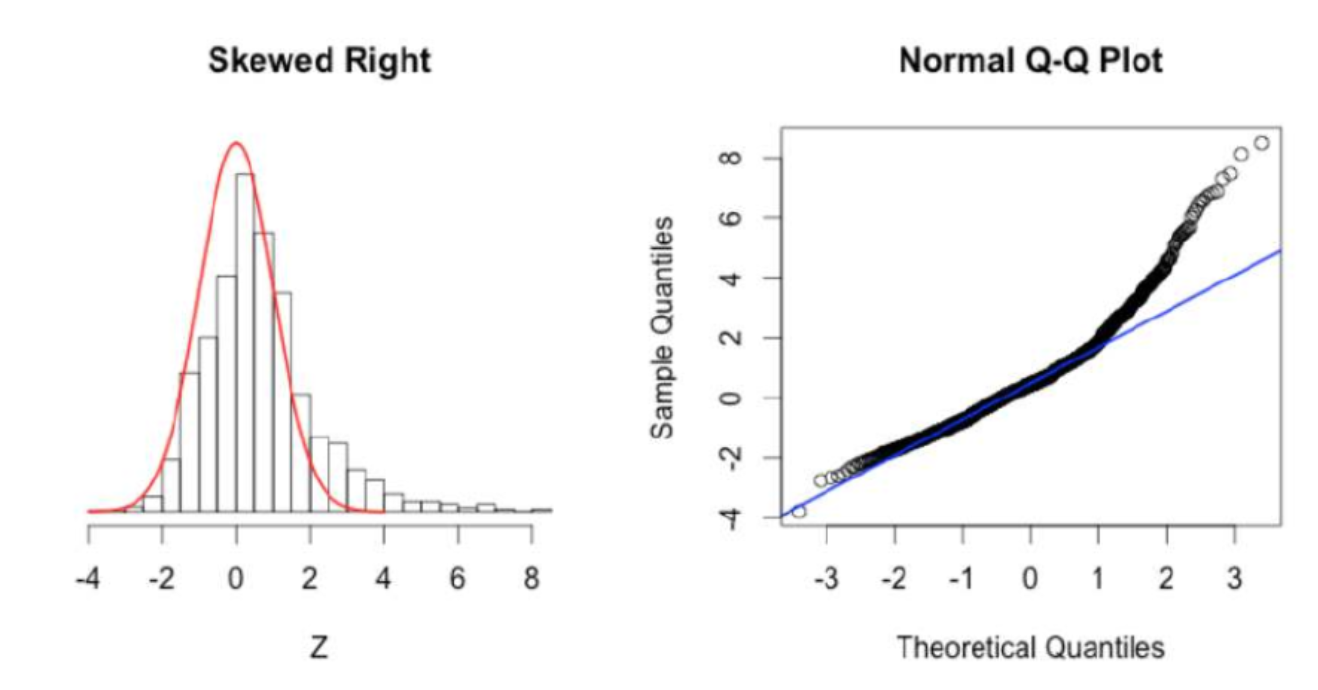 Skewed Right
-4 -2 0 2 4 6 8
Z
Normal Q-Q Plot
Sample Quantiles
8
6
4
2
0
-2
-4
-3 -2 -1 0 1 2 3
Theoretical Quantiles